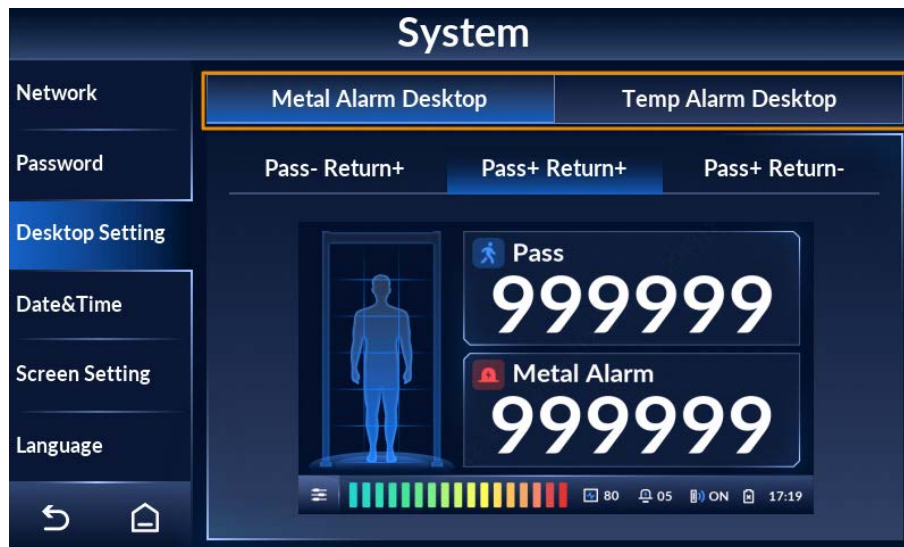 System
Network
Password
Desktop Setting
Date&Time
Screen Setting
Language
Metal Alarm Desktop
Temp Alarm Desktop
Pass- Return+
Pass+ Return+
Pass+ Return-
Pass
999999
Metal Alarm
999999
80 05 ON 17:19